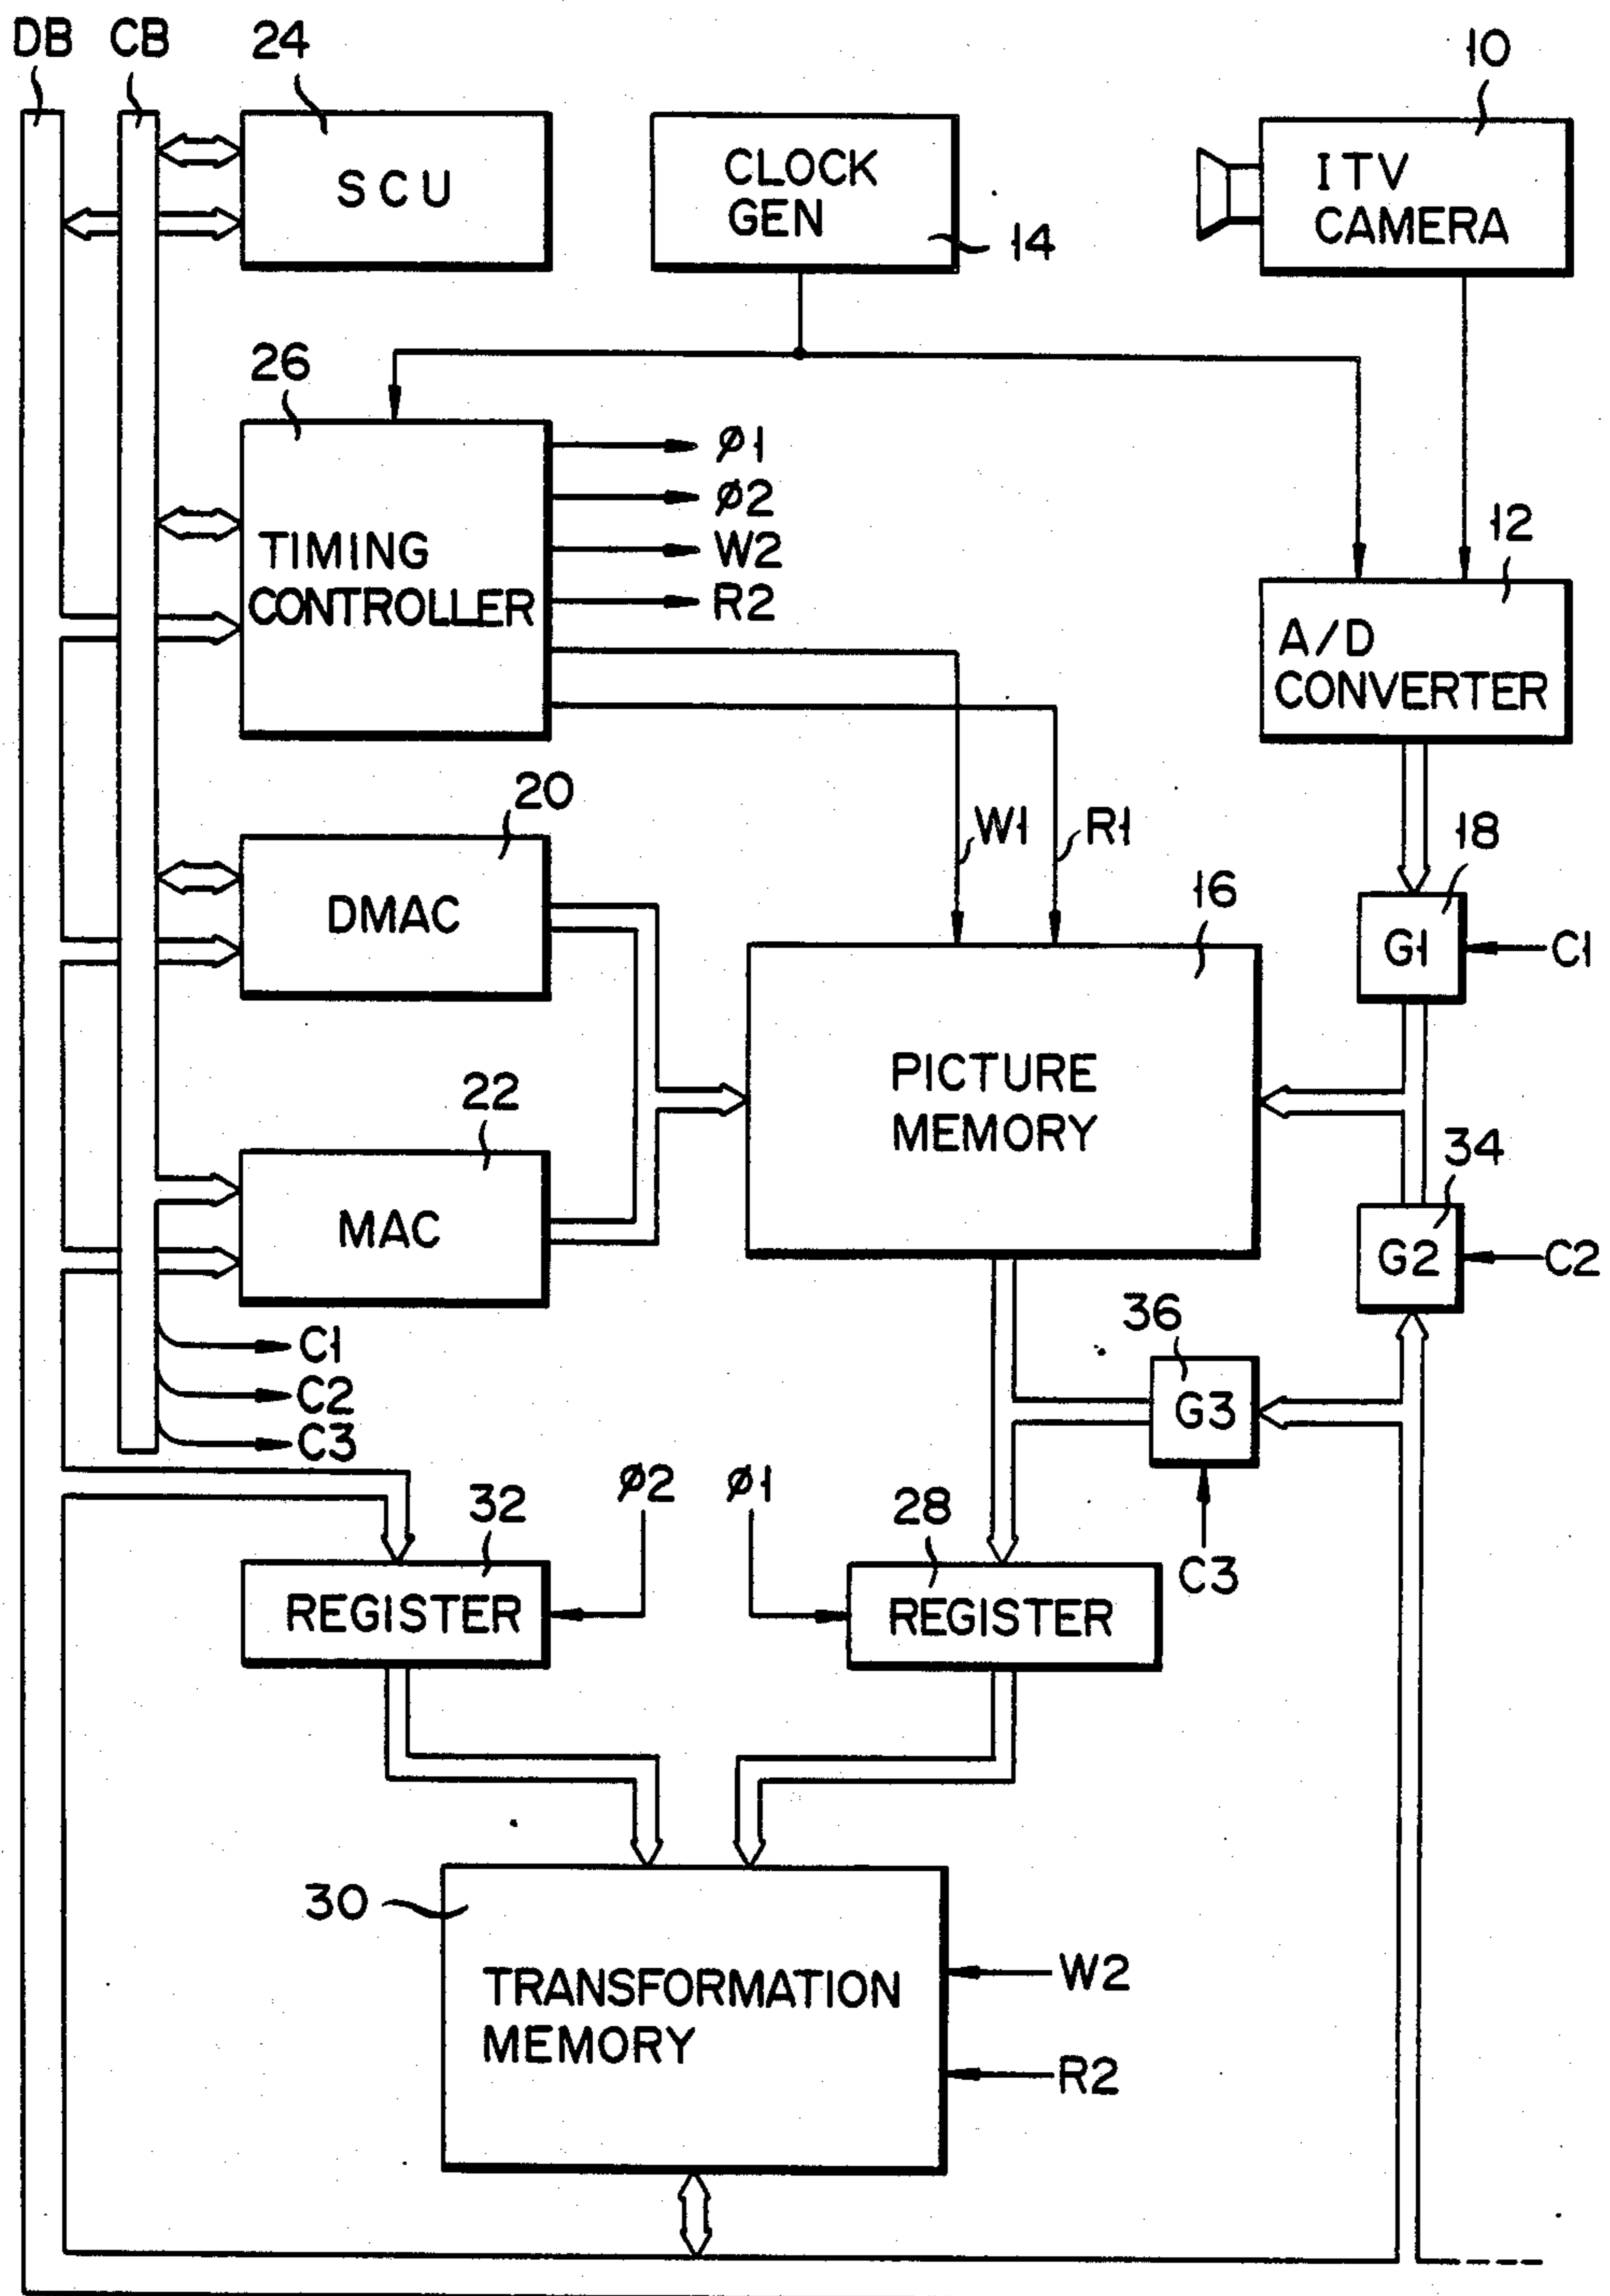 DB
CB
24
10
SCU
CLOCK
GEN
14
ITV
CAMERA
26
ø1
ø2
W2
R2
12
TIMING
CONTROLLER
A/D
CONVERTER
20
W1
R1
18
DMAC
16
G1
C1
PICTURE
MEMORY
22
34
MAC
G2
C2
36
C1
C2
C3
G3
32
ø2
ø1
28
C3
REGISTER
REGISTER
30
W2
TRANSFORMATION
MEMORY
R2